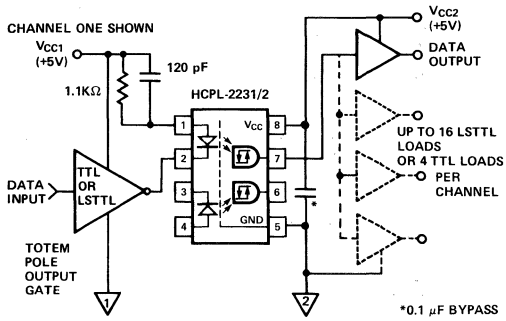 CHANNEL ONE SHOWN
VCC1
(+5V)
120 pF
1.1KΩ
HCPL-2231/2
VCC2
(+5V)
DATA
OUTPUT
1
2
3
4
VCC
8
7
6
GND
5
UP TO 16 LSTTL
LOADS
OR 4 TTL LOADS
PER
CHANNEL
DATA
INPUT
TTL
OR
LSTTL
TOTEM
POLE
OUTPUT
GATE
1
2
*
*0.1 μF BYPASS